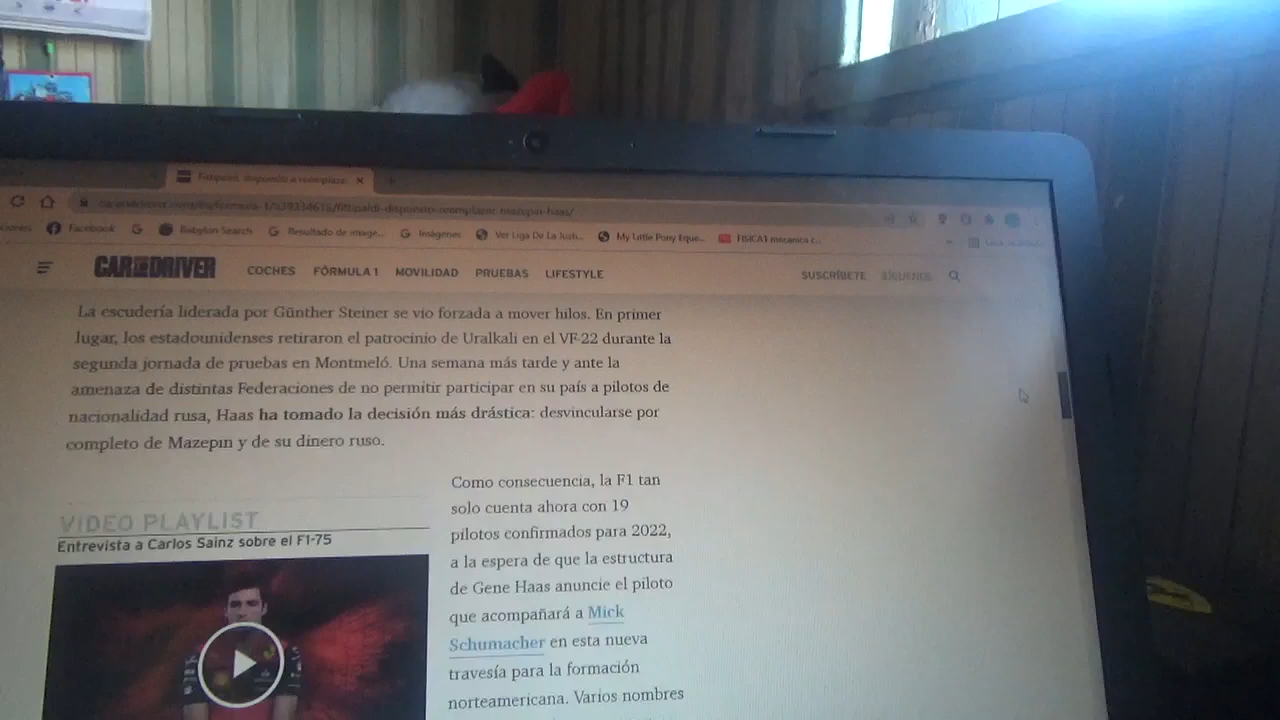 Fittipaldi, dispuesto a reemplazar
Facebook
Babylon Search
Resultado de image...
Imágenes
Ver Liga De La Justi...
My Little Pony Eque...
FISICA1 mecanica c...
CAR AND DRIVER
COCHES FÓRMULA 1 MOVILIDAD PRUEBAS LIFESTYLE
SUSCRÍBETE SÍGUENOS
La escudería liderada por Günther Steiner se vio forzada a mover hilos. En primer
lugar, los estadounidenses retiraron el patrocinio de Uralkali en el VF-22 durante la
segunda jornada de pruebas en Montmeló. Una semana más tarde y ante la
amenaza de distintas Federaciones de no permitir participar en su país a pilotos de
nacionalidad rusa, Haas ha tomado la decisión más drástica: desvincularse por
completo de Mazepin y de su dinero ruso.
VIDEO PLAYLIST
Entrevista a Carlos Sainz sobre el F1-75
Como consecuencia, la F1 tan
solo cuenta ahora con 19
pilotos confirmados para 2022,
a la espera de que la estructura
de Gene Haas anuncie el piloto
que acompañará a Mick
Schumacher en esta nueva
travesía para la formación
norteamericana. Varios nombres